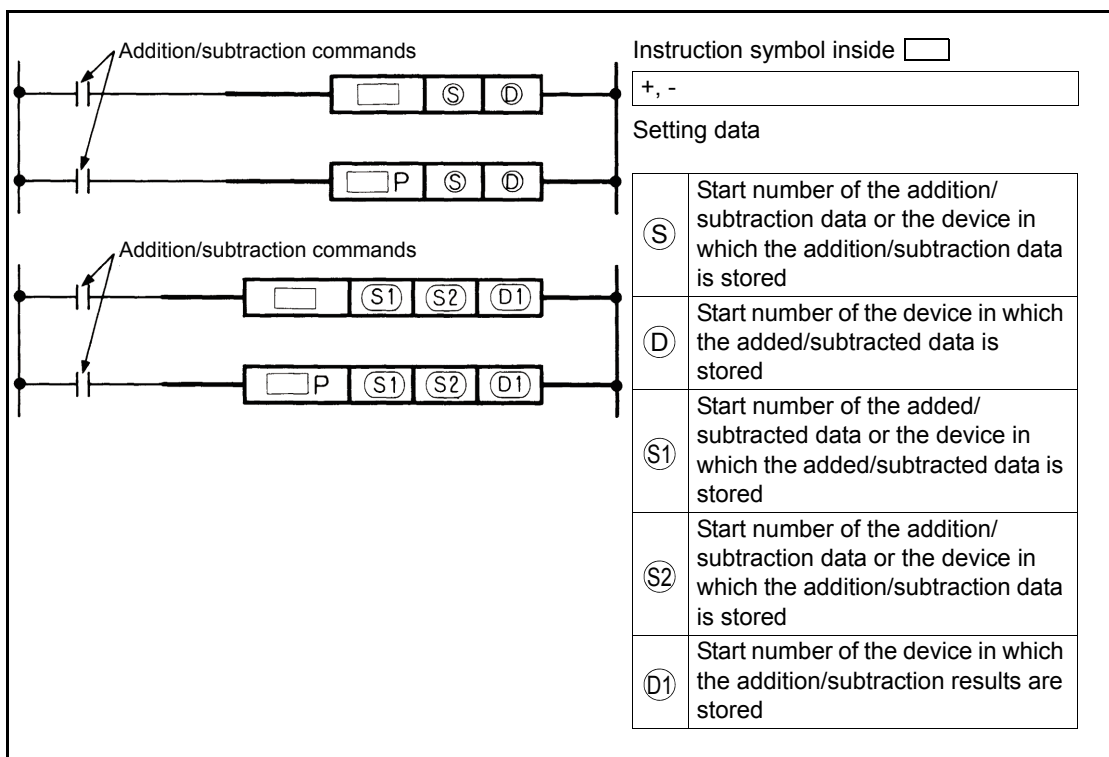 Addition/subtraction commands
S D
P S D
Addition/subtraction commands
S1 S2 D1
P S1 S2 D1
Instruction symbol inside
+, -
Setting data
S
Start number of the addition/
subtraction data or the device in
which the addition/subtraction data
is stored
D
Start number of the device in which
the added/subtracted data is
stored
S1
Start number of the added/
subtracted data or the device in
which the added/subtracted data is
stored
S2
Start number of the addition/
subtraction data or the device in
which the addition/subtraction data
is stored
D1
Start number of the device in which
the addition/subtraction results are
stored